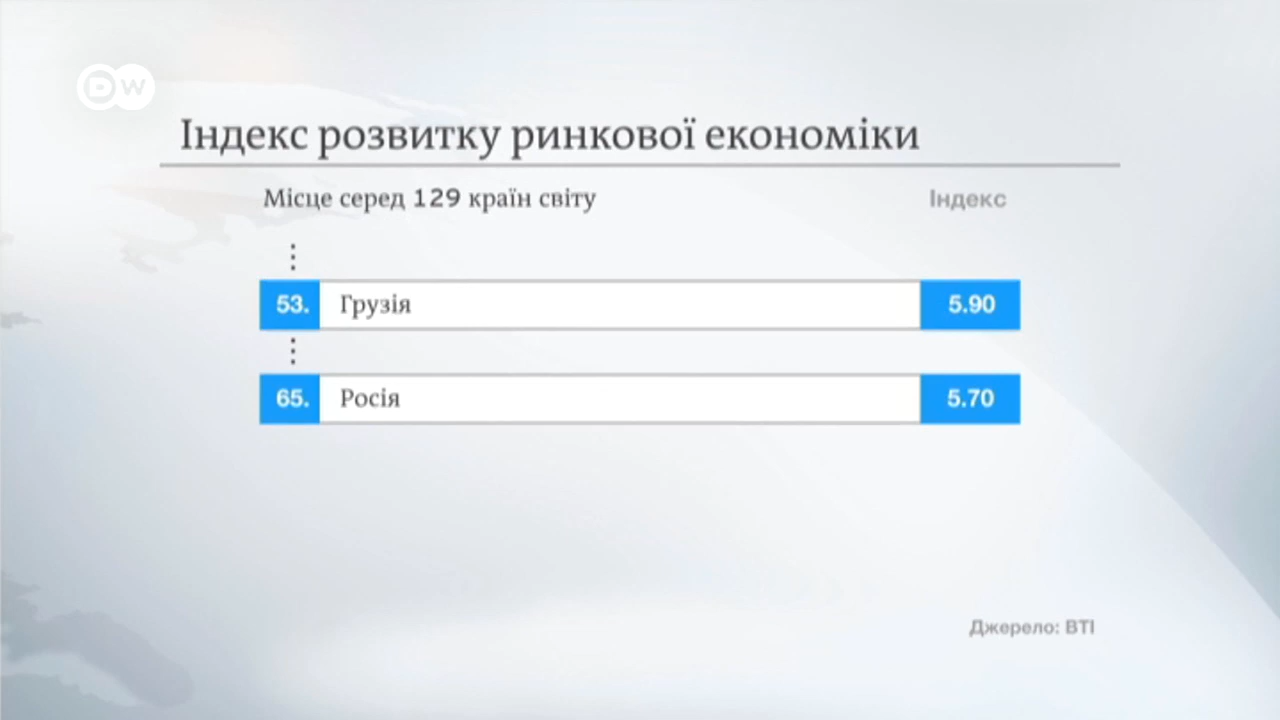 DW
Індекс розвитку ринкової економіки
Місце серед 129 країн світу Індекс
53. Грузія 5.90
65. Росія 5.70
Джерело: BTI